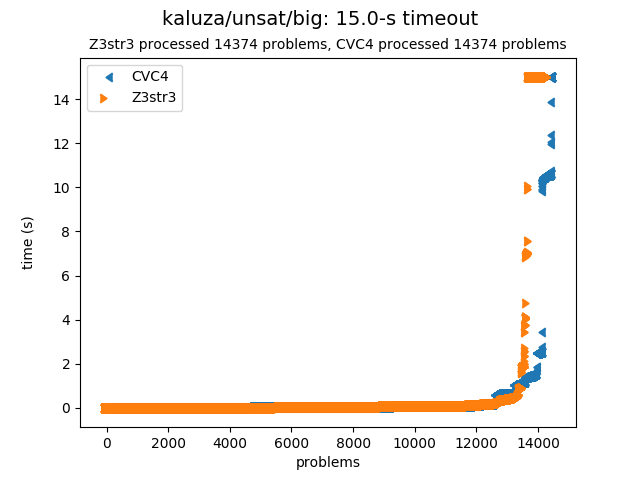 kaluza/unsat/big: 15.0-s timeout
Z3str3 processed 14374 problems, CVC4 processed 14374 problems
CVC4
Z3str3
14
12
10
8
6
4
2
0
time (s)
0 2000 4000 6000 8000 10000 12000 14000
problems